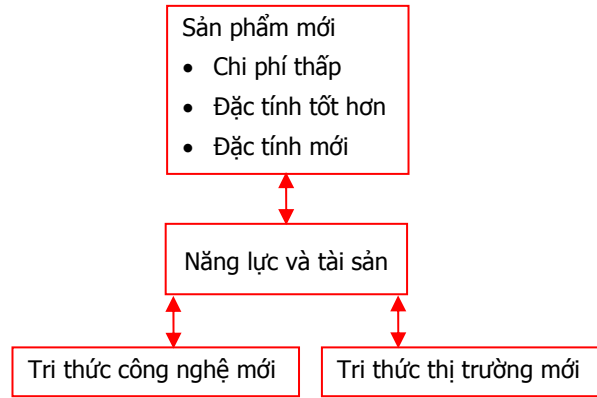 Sản phẩm mới
• Chi phí thấp
• Đặc tính tốt hơn
• Đặc tính mới
Năng lực và tài sản
Tri thức công nghệ mới
Tri thức thị trường mới